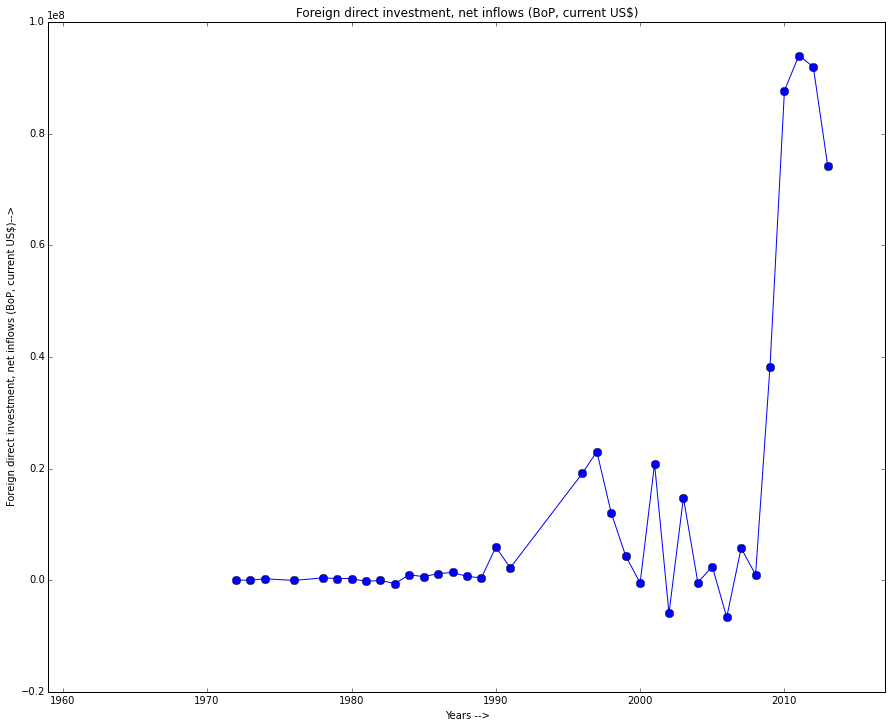 Foreign direct investment, net inflows (BoP, current US$)
1e8
1.0
0.8
0.6
0.4
0.2
0.0
−0.2
Foreign direct investment, net inflows (BoP, current US$)-->
1960 1970 1980 1990 2000 2010
Years -->